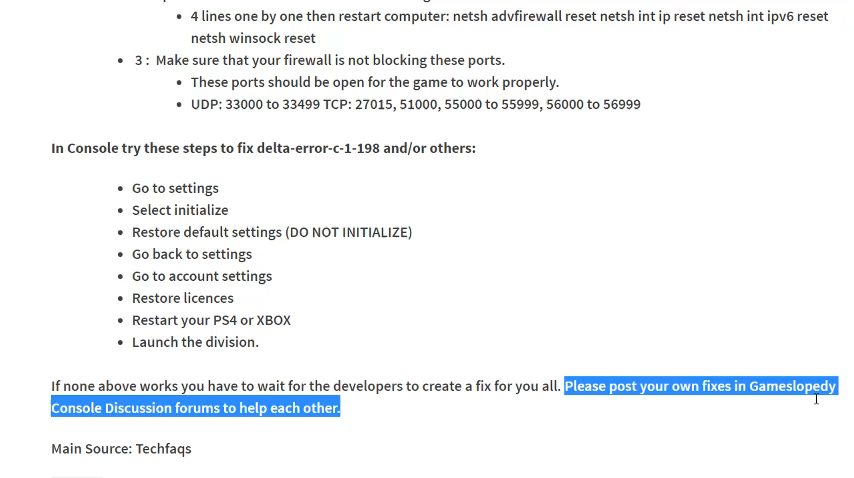 4 lines one by one then restart computer: netsh advfirewall reset netsh int ip reset netsh int ipv6 reset
netsh winsock reset
3 : Make sure that your firewall is not blocking these ports.
These ports should be open for the game to work properly.
UDP: 33000 to 33499 TCP: 27015, 51000, 55000 to 55999, 56000 to 56999
In Console try these steps to fix delta-error-c-1-198 and/or others:
Go to settings
Select initialize
Restore default settings (DO NOT INITIALIZE)
Go back to settings
Go to account settings
Restore licences
Restart your PS4 or XBOX
Launch the division.
If none above works you have to wait for the developers to create a fix for you all. Please post your own fixes in Gameslopedy
Console Discussion forums to help each other.
Main Source: Techfaqs